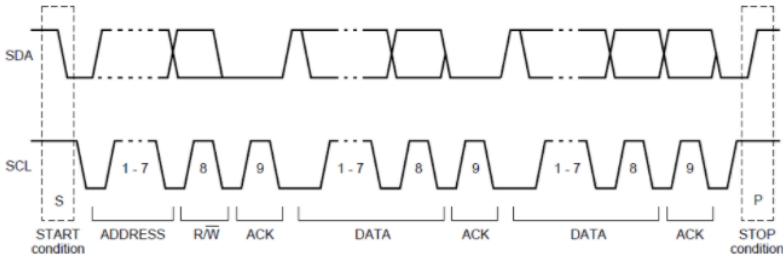 SDA
SCL
1 - 7 8 9 1 - 7 8 9 1 - 7 8 9
S P
START condition ADDRESS R/W̅ ACK DATA ACK DATA ACK STOP condition